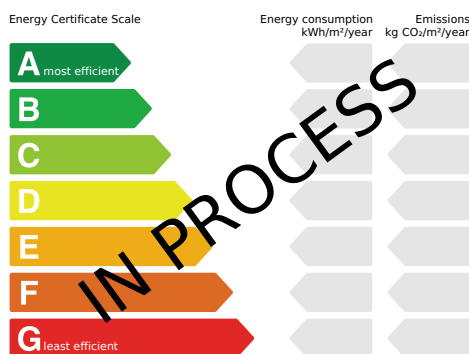 Energy Certificate Scale
Energy consumption
kWh/m²/year
Emissions
kg CO₂/m²/year
A most efficient
B
C
D
E
F
G least efficient
IN PROCESS